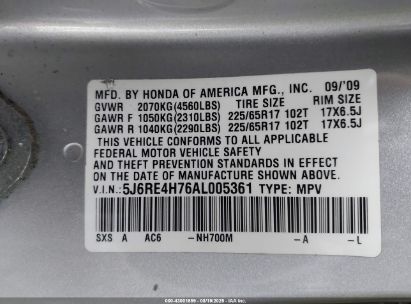 MFD. BY HONDA OF AMERICA MFG., INC. 09/'09
GVWR 2070KG(4560LBS) TIRE SIZE RIM SIZE
GAWR F 1050KG(2310LBS) 225/65R17 102T 17X6.5J
GAWR R 1040KG(2290LBS) 225/65R17 102T 17X6.5J
THIS VEHICLE CONFORMS TO ALL APPLICABLE
FEDERAL MOTOR VEHICLE SAFETY
AND THEFT PREVENTION STANDARDS IN EFFECT
ON THE DATE OF MANUFACTURE SHOWN ABOVE.
V.I.N.: 5J6RE4H76AL005361 TYPE: MPV
SXS A AC6 -NH700M -A -L